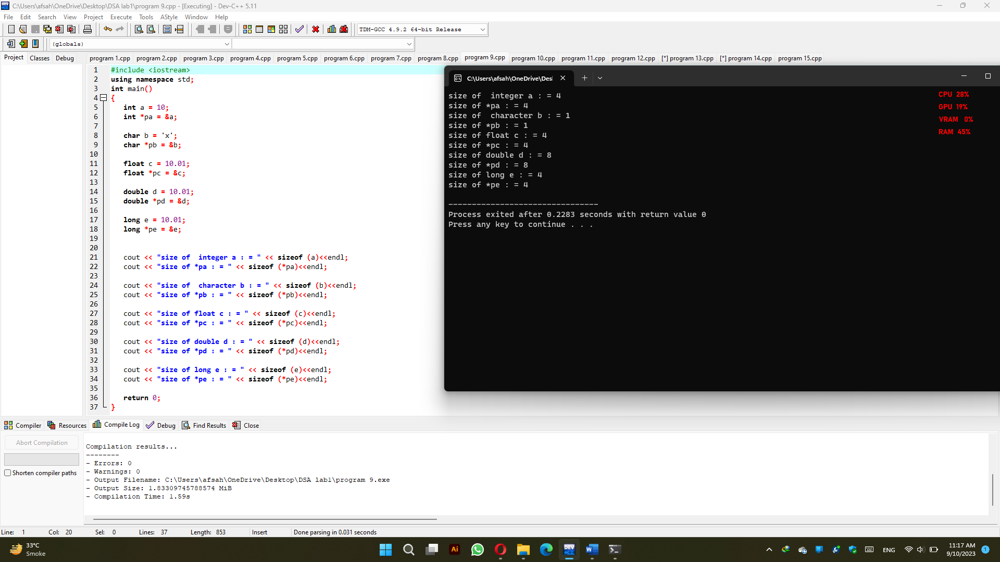 C:\Users\afsah\OneDrive\Desktop\DSA lab1\program 9.cpp - [Executing] - Dev-C++ 5.11
File Edit Search View Project Execute Tools AStyle Window Help
TDM-GCC 4.9.2 64-bit Release
(globals)
Project Classes Debug program 1.cpp program 2.cpp program 3.cpp program 4.cpp program 5.cpp program 6.cpp program 7.cpp program 8.cpp program 9.cpp program 10.cpp program 11.cpp program 12.cpp [*] program 13.cpp [*] program 14.cpp program 15.cpp
1 #include <iostream>
2 using namespace std;
3 int main()
4 {
5 int a = 10;
6 int *pa = &a;
7
8 char b = 'x';
9 char *pb = &b;
10
11 float c = 10.01;
12 float *pc = &c;
13
14 double d = 10.01;
15 double *pd = &d;
16
17 long e = 10.01;
18 long *pe = &e;
19
20
21 cout << "size of  integer a : = " << sizeof (a)<<endl;
22 cout << "size of *pa : = " << sizeof (*pa)<<endl;
23
24 cout << "size of  character b : = " << sizeof (b)<<endl;
25 cout << "size of *pb : = " << sizeof (*pb)<<endl;
26
27 cout << "size of float c : = " << sizeof (c)<<endl;
28 cout << "size of *pc : = " << sizeof (*pc)<<endl;
29
30 cout << "size of double d : = " << sizeof (d)<<endl;
31 cout << "size of *pd : = " << sizeof (*pd)<<endl;
32
33 cout << "size of long e : = " << sizeof (e)<<endl;
34 cout << "size of *pe : = " << sizeof (*pe)<<endl;
35
36 return 0;
37 }
C:\Users\afsah\OneDrive\Des
size of  integer a : = 4
size of *pa : = 4
size of  character b : = 1
size of *pb : = 1
size of float c : = 4
size of *pc : = 4
size of double d : = 8
size of *pd : = 8
size of long e : = 4
size of *pe : = 4
--------------------------------
Process exited after 0.2283 seconds with return value 0
Press any key to continue . . .
CPU 28%
GPU 19%
VRAM 0%
RAM 45%
Compiler Resources Compile Log Debug Find Results Close
Abort Compilation
Shorten compiler paths
Compilation results...
--------
- Errors: 0
- Warnings: 0
- Output Filename: C:\Users\afsah\OneDrive\Desktop\DSA lab1\program 9.exe
- Output Size: 1.83309745788574 MiB
- Compilation Time: 1.59s
Line: 1 Col: 20 Sel: 0 Lines: 37 Length: 853 Insert Done parsing in 0.031 seconds
33°C
Smoke
Ai
DEV
W
ENG
11:17 AM
9/10/2023
1